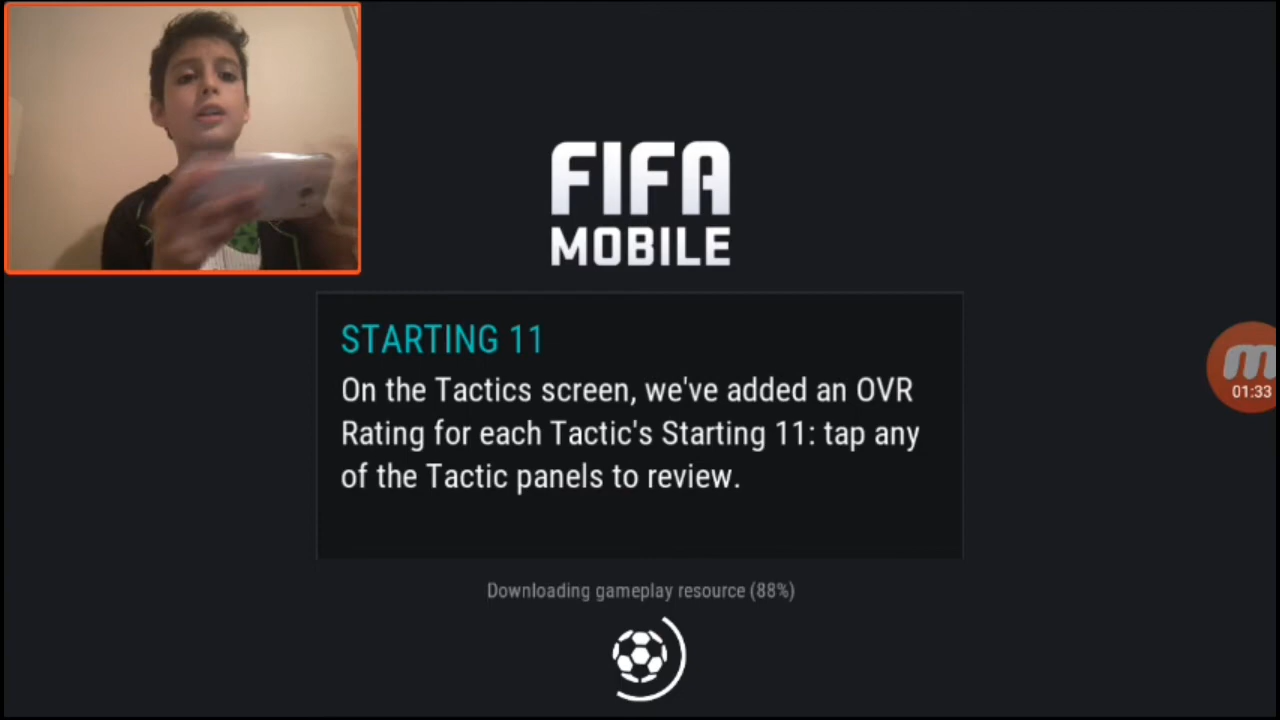 FIFA
MOBILE
STARTING 11
On the Tactics screen, we've added an OVR
Rating for each Tactic's Starting 11: tap any
of the Tactic panels to review.
m
01:33
Downloading gameplay resource (88%)